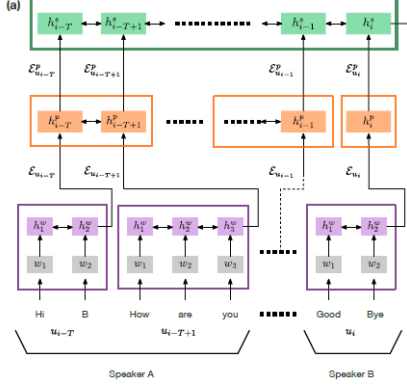 (a)
h^s_{i-T} h^s_{i-T+1} h^s_{i-1} h^s_i
ℰ^p_{u_{i-T}} ℰ^p_{u_{i-T+1}} ℰ^p_{u_{i-1}} ℰ^p_{u_i}
h^p_{i-T} h^p_{i-T+1} h^p_{i-1} h^p_i
ℰ_{u_{i-T}} ℰ_{u_{i-T+1}} ℰ_{u_{i-1}} ℰ_{u_i}
h^w_1 h^w_2 h^w_1 h^w_2 h^w_3 h^w_1 h^w_2
w_1 w_2 w_1 w_2 w_3 w_1 w_2
Hi B How are you Good Bye
u_{i-T} u_{i-T+1} u_i
Speaker A Speaker B